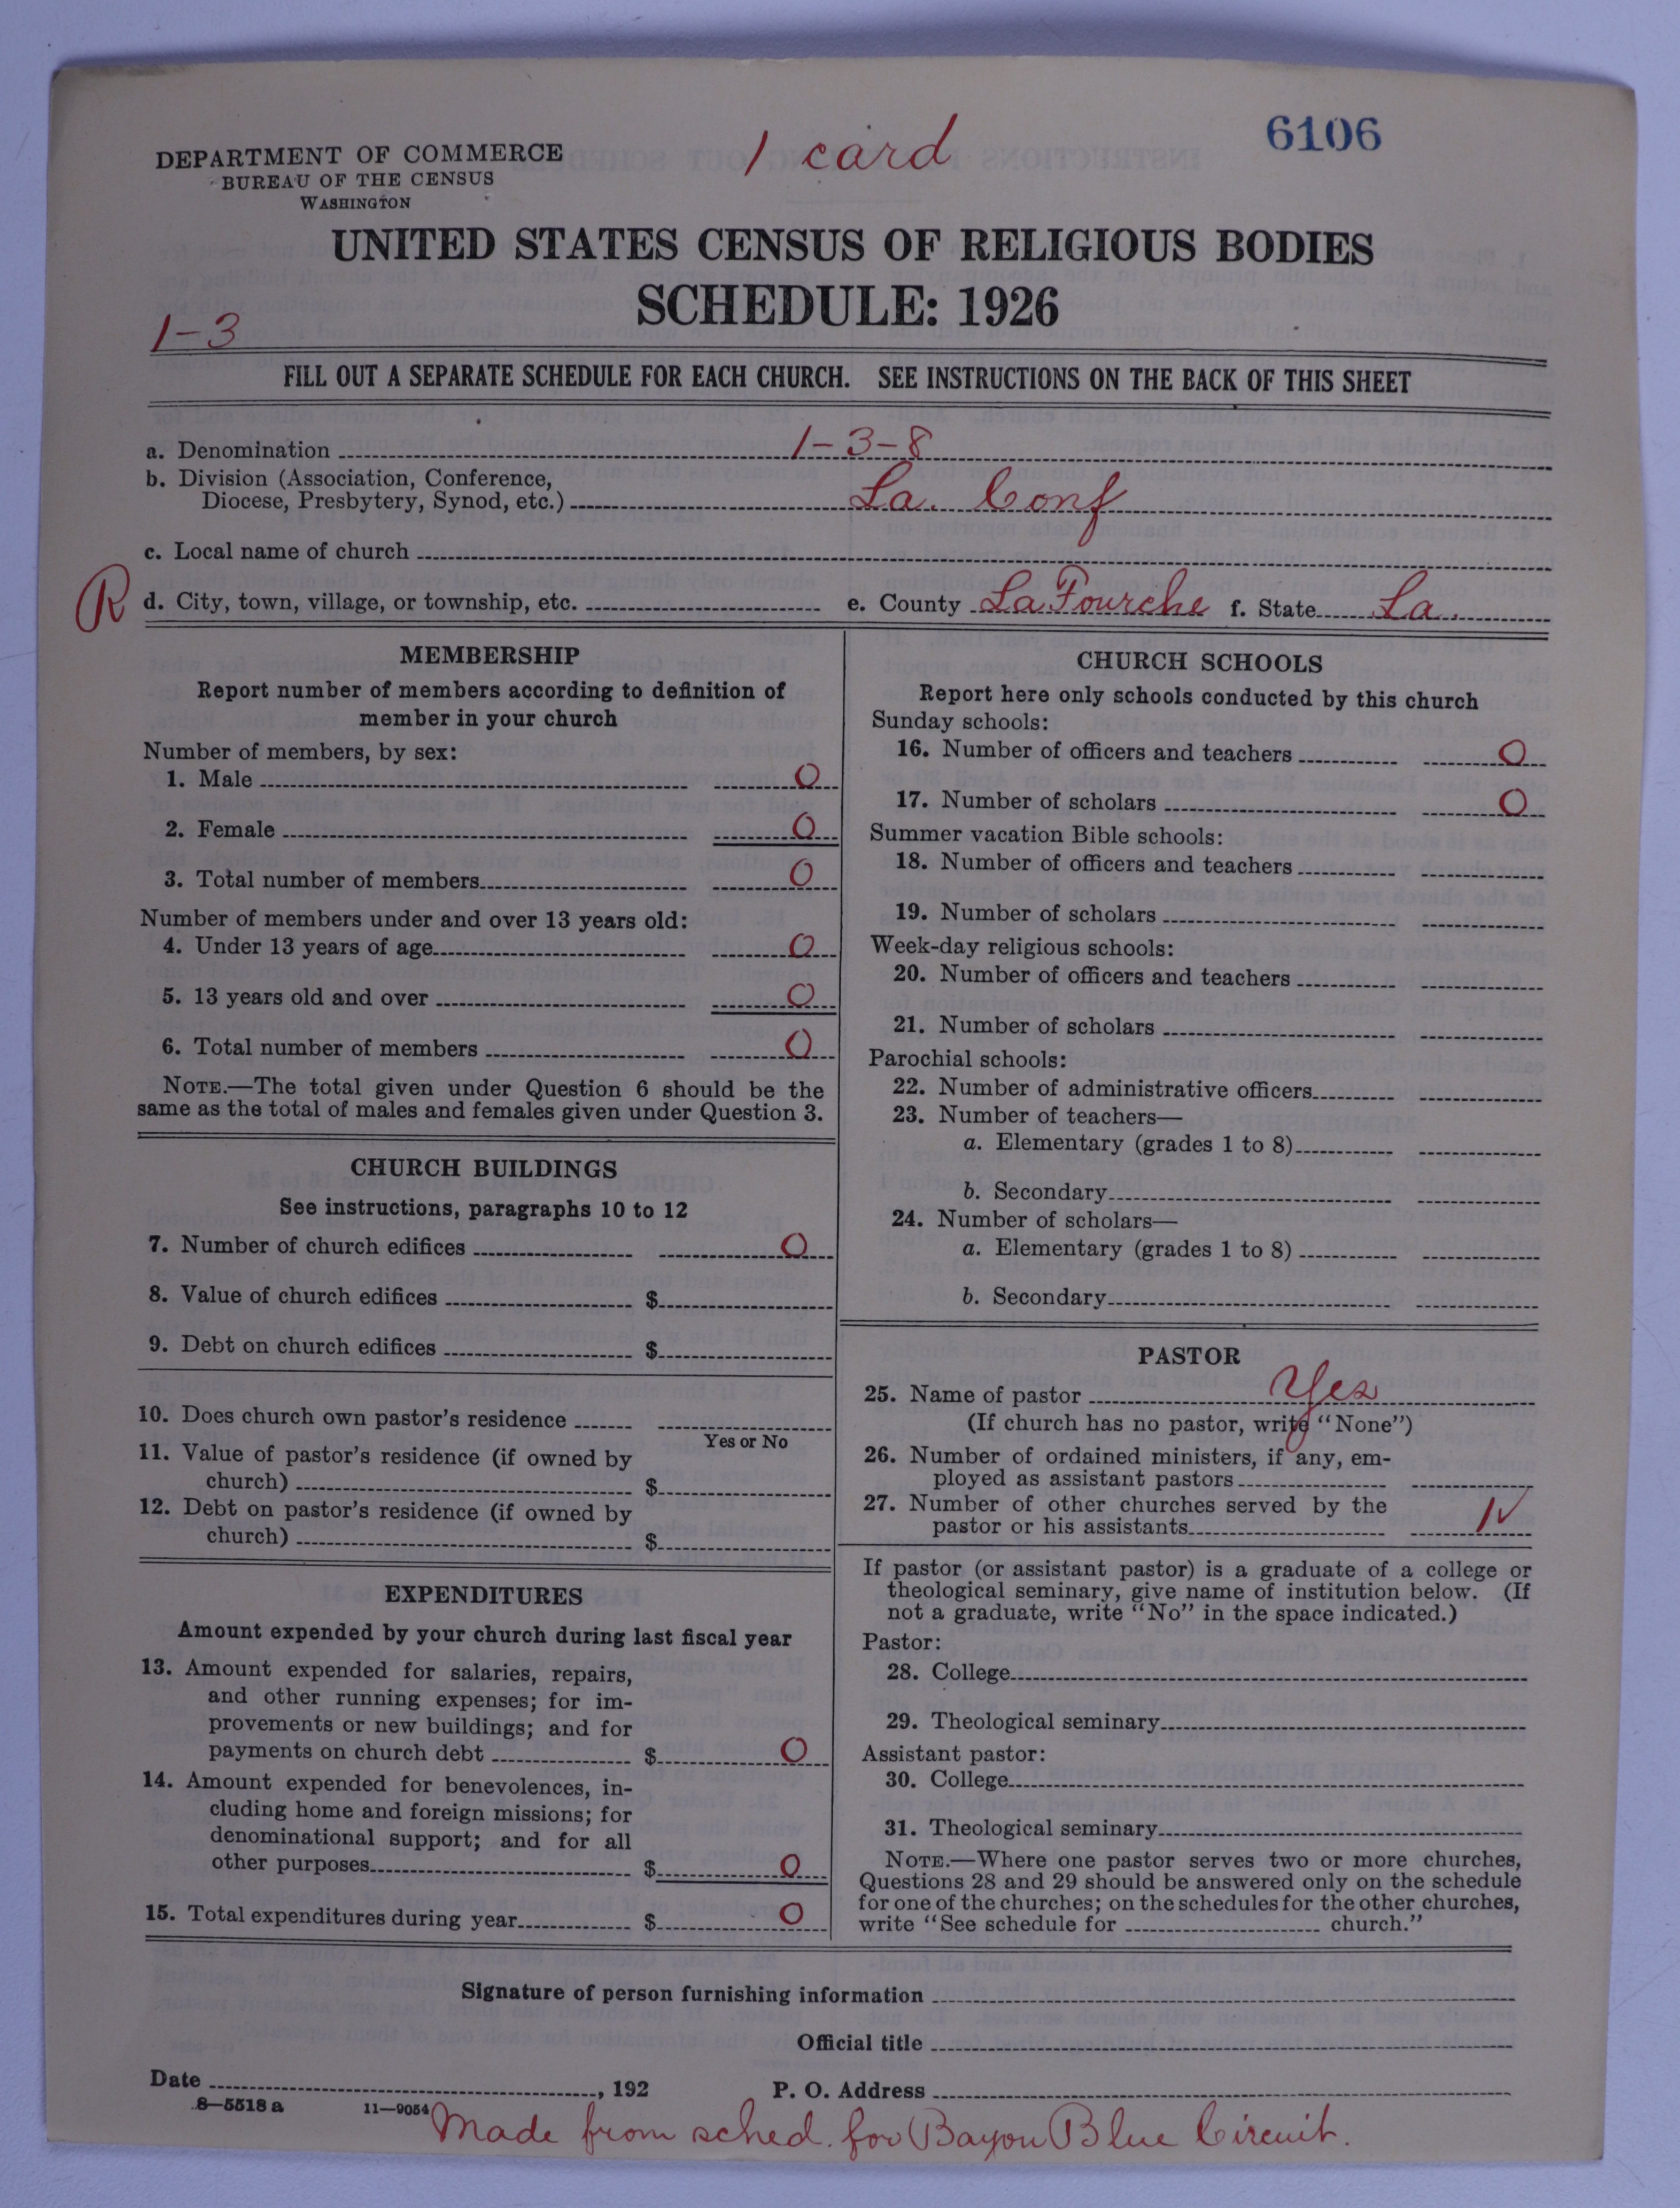 1 card
6106
DEPARTMENT OF COMMERCE
BUREAU OF THE CENSUS
WASHINGTON
UNITED STATES CENSUS OF RELIGIOUS BODIES
SCHEDULE: 1926
1-3
FILL OUT A SEPARATE SCHEDULE FOR EACH CHURCH. SEE INSTRUCTIONS ON THE BACK OF THIS SHEET
a. Denomination 1-3-8
b. Division (Association, Conference,
Diocese, Presbytery, Synod, etc.) La. Conf
c. Local name of church
R d. City, town, village, or township, etc. e. County LaFourche f. State La.
MEMBERSHIP
Report number of members according to definition of
member in your church
Number of members, by sex:
1. Male 0
2. Female 0
3. Total number of members 0
Number of members under and over 13 years old:
4. Under 13 years of age 0
5. 13 years old and over 0
6. Total number of members 0
NOTE.—The total given under Question 6 should be the
same as the total of males and females given under Question 3.
CHURCH BUILDINGS
See instructions, paragraphs 10 to 12
7. Number of church edifices 0
8. Value of church edifices $
9. Debt on church edifices $
10. Does church own pastor's residence
Yes or No
11. Value of pastor's residence (if owned by
church) $
12. Debt on pastor's residence (if owned by
church) $
EXPENDITURES
Amount expended by your church during last fiscal year
13. Amount expended for salaries, repairs,
and other running expenses; for im-
provements or new buildings; and for
payments on church debt $ 0
14. Amount expended for benevolences, in-
cluding home and foreign missions; for
denominational support; and for all
other purposes $ 0
15. Total expenditures during year $ 0
CHURCH SCHOOLS
Report here only schools conducted by this church
Sunday schools:
16. Number of officers and teachers 0
17. Number of scholars 0
Summer vacation Bible schools:
18. Number of officers and teachers
19. Number of scholars
Week-day religious schools:
20. Number of officers and teachers
21. Number of scholars
Parochial schools:
22. Number of administrative officers
23. Number of teachers—
a. Elementary (grades 1 to 8)
b. Secondary
24. Number of scholars—
a. Elementary (grades 1 to 8)
b. Secondary
PASTOR
25. Name of pastor Yes
(If church has no pastor, write "None")
26. Number of ordained ministers, if any, em-
ployed as assistant pastors
27. Number of other churches served by the
pastor or his assistants 1✓
If pastor (or assistant pastor) is a graduate of a college or
theological seminary, give name of institution below. (If
not a graduate, write "No" in the space indicated.)
Pastor:
28. College
29. Theological seminary
Assistant pastor:
30. College
31. Theological seminary
NOTE.—Where one pastor serves two or more churches,
Questions 28 and 29 should be answered only on the schedule
for one of the churches; on the schedules for the other churches,
write "See schedule for church."
Signature of person furnishing information
Official title
Date , 192 P. O. Address
8—5518 a 11—9054
Made from sched. for Bayou Blue Circuit.